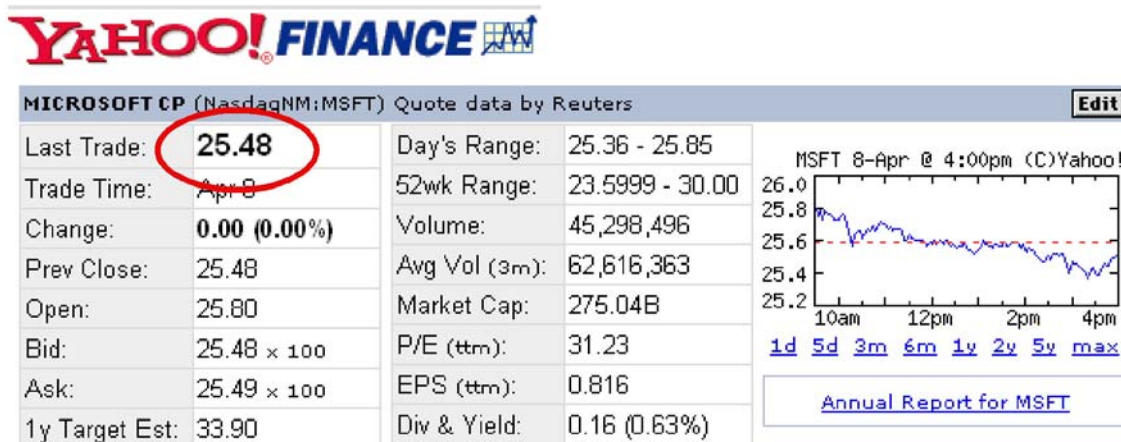 YAHOO! FINANCE
MICROSOFT CP (NasdaqNM:MSFT) Quote data by Reuters Edit
Last Trade: 25.48
Trade Time: Apr 8
Change: 0.00 (0.00%)
Prev Close: 25.48
Open: 25.80
Bid: 25.48 x 100
Ask: 25.49 x 100
1y Target Est: 33.90
Day's Range: 25.36 - 25.85
52wk Range: 23.5999 - 30.00
Volume: 45,298,496
Avg Vol (3m): 62,616,363
Market Cap: 275.04B
P/E (ttm): 31.23
EPS (ttm): 0.816
Div & Yield: 0.16 (0.63%)
MSFT 8-Apr @ 4:00pm (C)Yahoo!
26.0
25.8
25.6
25.4
25.2
10am 12pm 2pm 4pm
1d 5d 3m 6m 1y 2y 5y max
Annual Report for MSFT